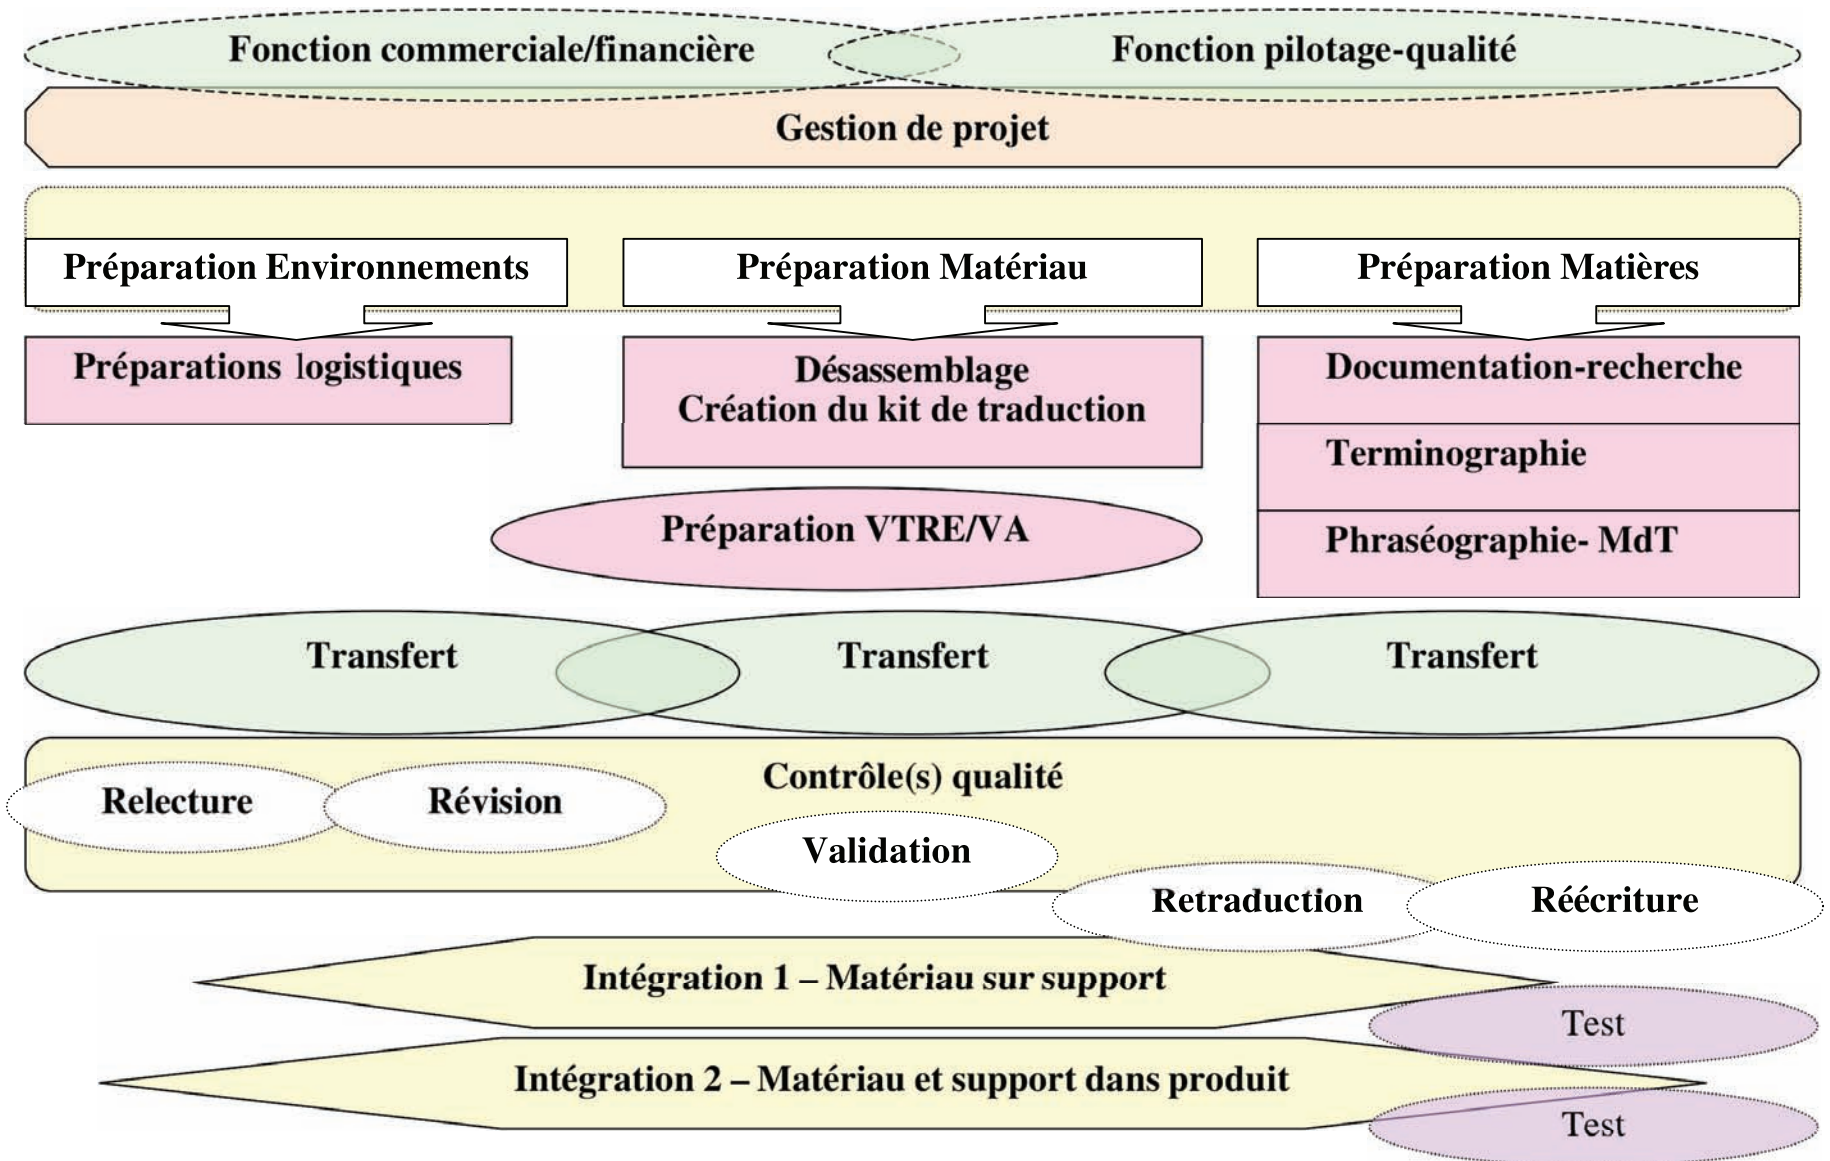 Fonction commerciale/financière
Fonction pilotage-qualité
Gestion de projet
Préparation Environnements
Préparation Matériau
Préparation Matières
Préparations logistiques
Désassemblage
Création du kit de traduction
Documentation-recherche
Terminographie
Phraséographie- MdT
Préparation VTRE/VA
Transfert
Transfert
Transfert
Contrôle(s) qualité
Relecture
Révision
Validation
Retraduction
Réécriture
Intégration 1 – Matériau sur support
Test
Intégration 2 – Matériau et support dans produit
Test